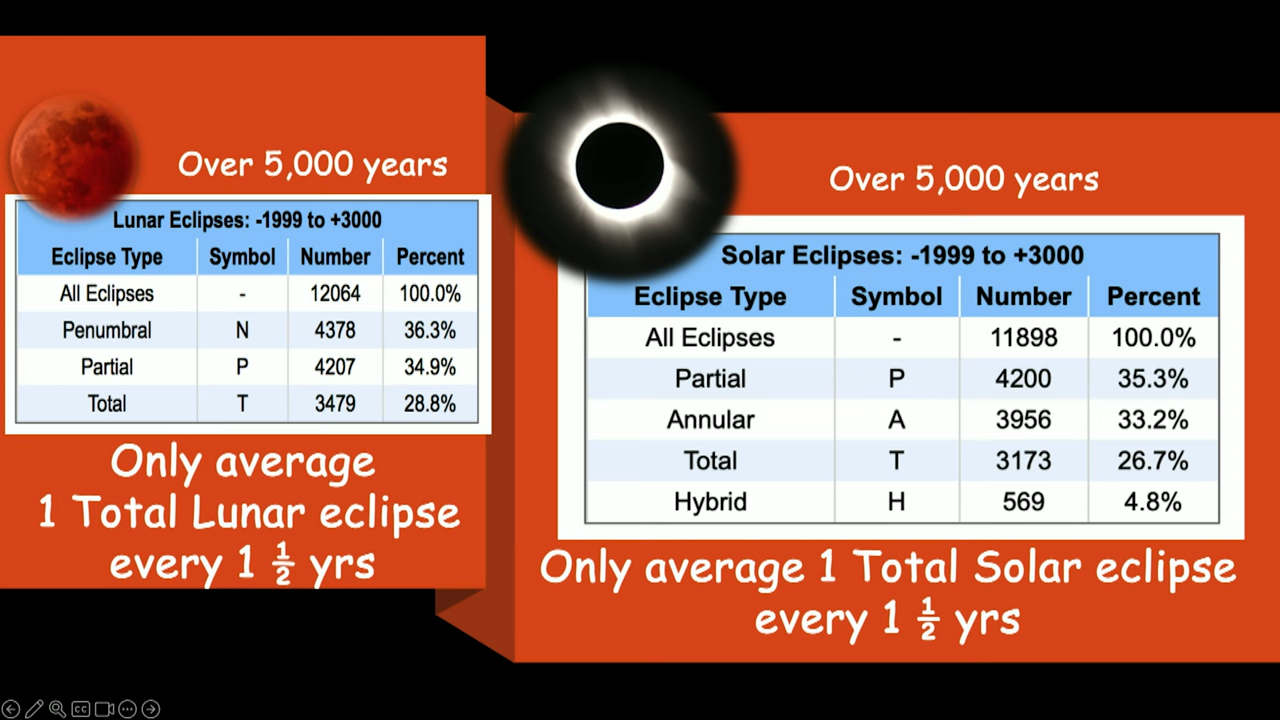 Over 5,000 years
Lunar Eclipses: -1999 to +3000
Eclipse Type Symbol Number Percent
All Eclipses - 12064 100.0%
Penumbral N 4378 36.3%
Partial P 4207 34.9%
Total T 3479 28.8%
Only average
1 Total Lunar eclipse
every 1 ½ yrs
Over 5,000 years
Solar Eclipses: -1999 to +3000
Eclipse Type Symbol Number Percent
All Eclipses - 11898 100.0%
Partial P 4200 35.3%
Annular A 3956 33.2%
Total T 3173 26.7%
Hybrid H 569 4.8%
Only average 1 Total Solar eclipse
every 1 ½ yrs
CC